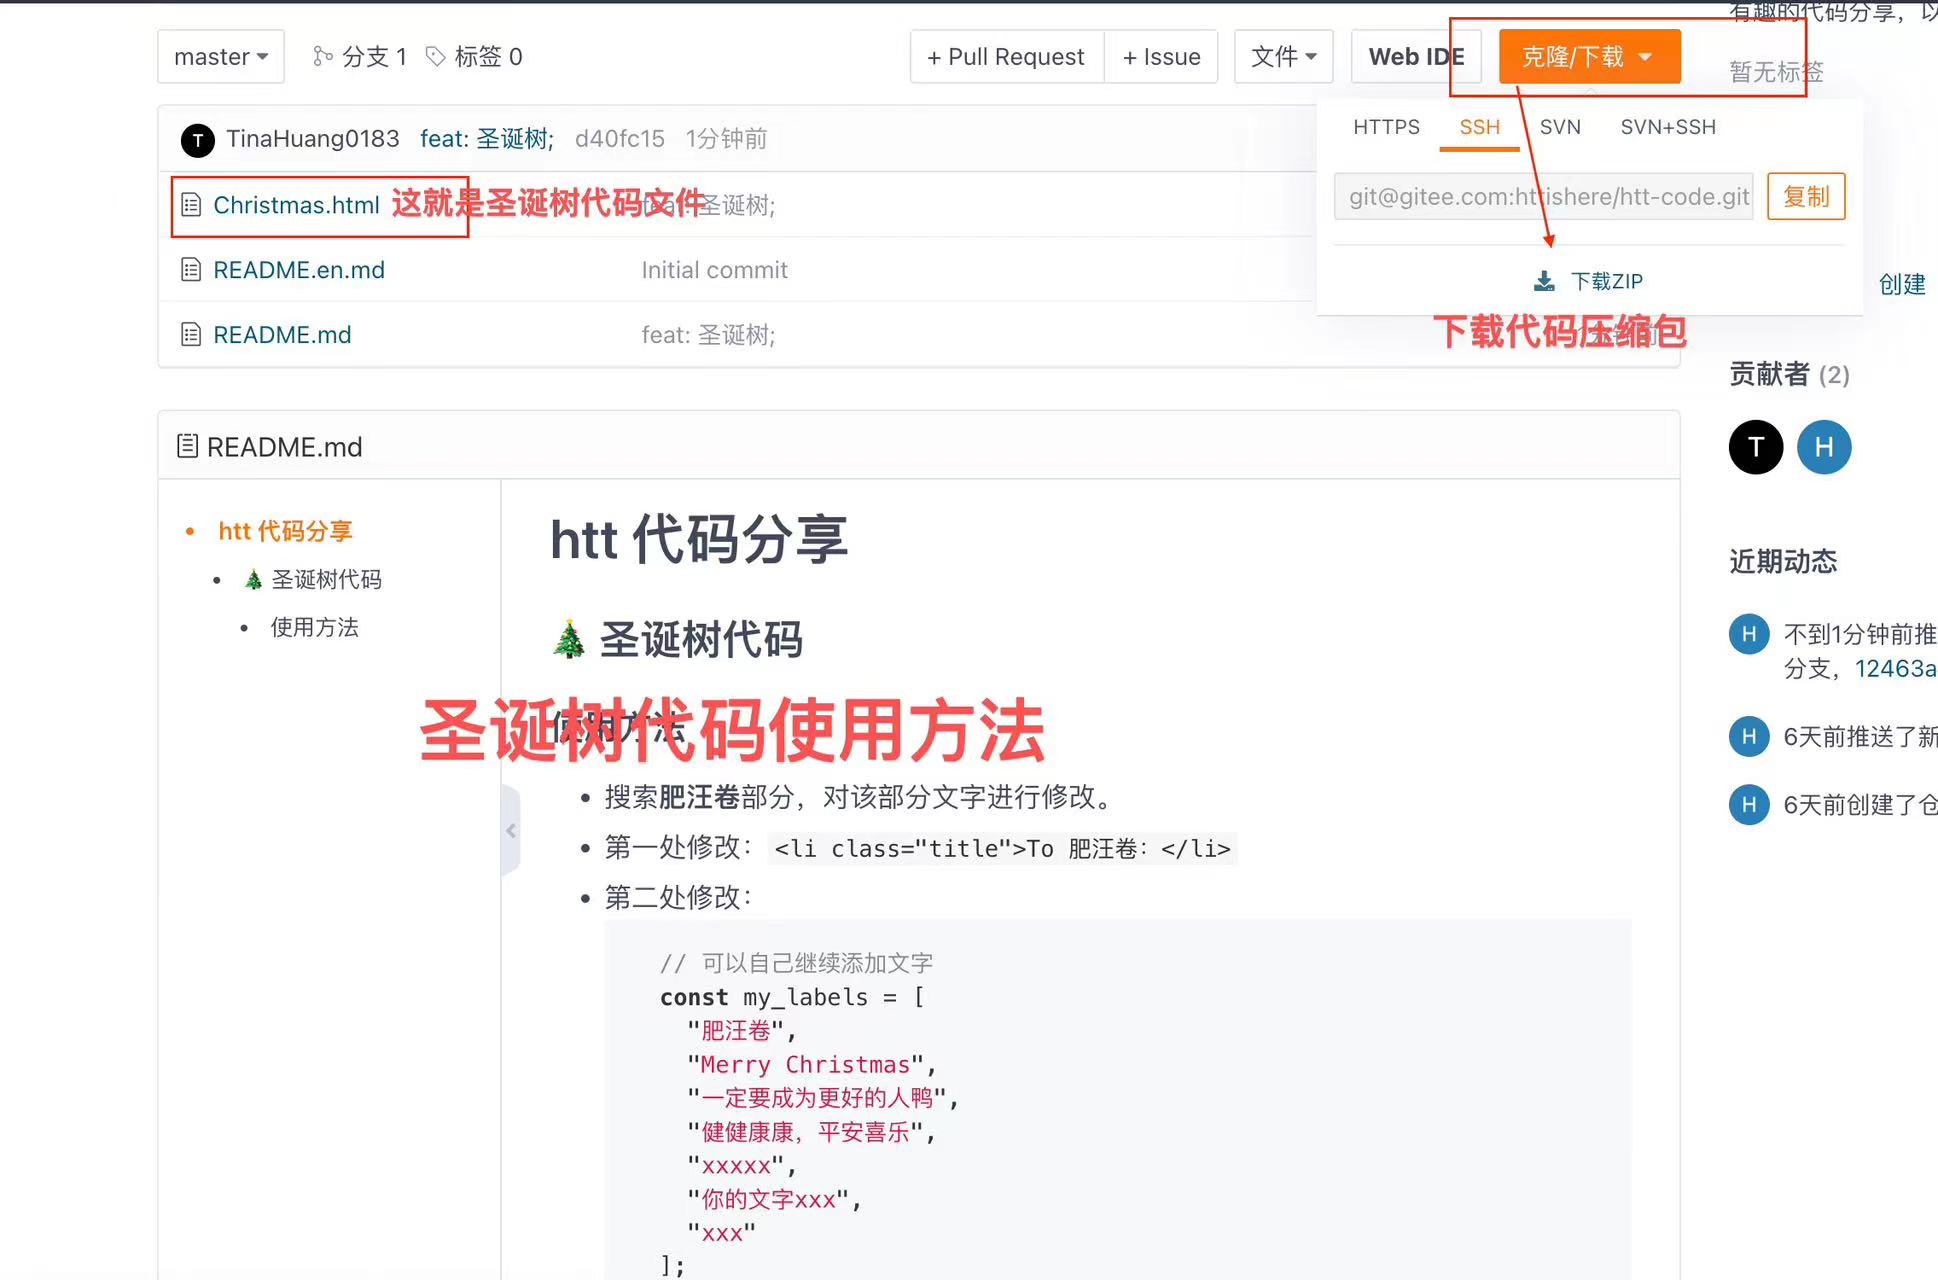 有趣的代码分享，以
master 分支 1 标签 0 + Pull Request + Issue 文件 Web IDE 克隆/下载
暂无标签
HTTPS SSH SVN SVN+SSH
T TinaHuang0183 feat: 圣诞树; d40fc15 1分钟前
git@gitee.com:httishere/htt-code.git 复制
Christmas.html 这就是圣诞树代码文件 feat: 圣诞树;
README.en.md Initial commit
下载ZIP
创建
下载代码压缩包
README.md feat: 圣诞树;
贡献者 (2)
T H
README.md
htt 代码分享
圣诞树代码
使用方法
htt 代码分享
圣诞树代码
圣诞树代码使用方法
使用方法
搜索肥汪卷部分，对该部分文字进行修改。
第一处修改： <li class="title">To 肥汪卷：</li>
第二处修改：
// 可以自己继续添加文字
const my_labels = [
"肥汪卷",
"Merry Christmas",
"一定要成为更好的人鸭",
"健健康康，平安喜乐",
"xxxxx",
"你的文字xxx",
"xxx"
];
近期动态
H 不到1分钟前推
分支，12463a
H 6天前推送了新
H 6天前创建了仓